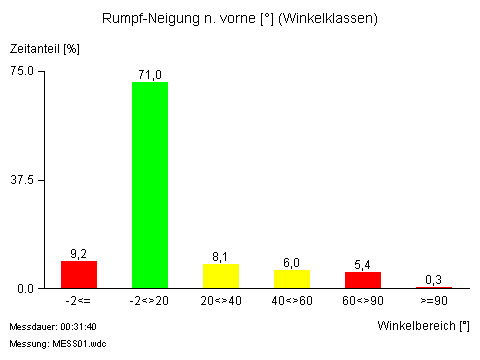 Rumpf-Neigung n. vorne [°] (Winkelklassen)
Zeitanteil [%]
75.0
71,0
37.5
9,2
8,1
6,0
5,4
0,3
0.0
-2<= -2<>20 20<>40 40<>60 60<>90 >=90
Messdauer: 00:31:40
Winkelbereich [°]
Messung: MESS01.wdc